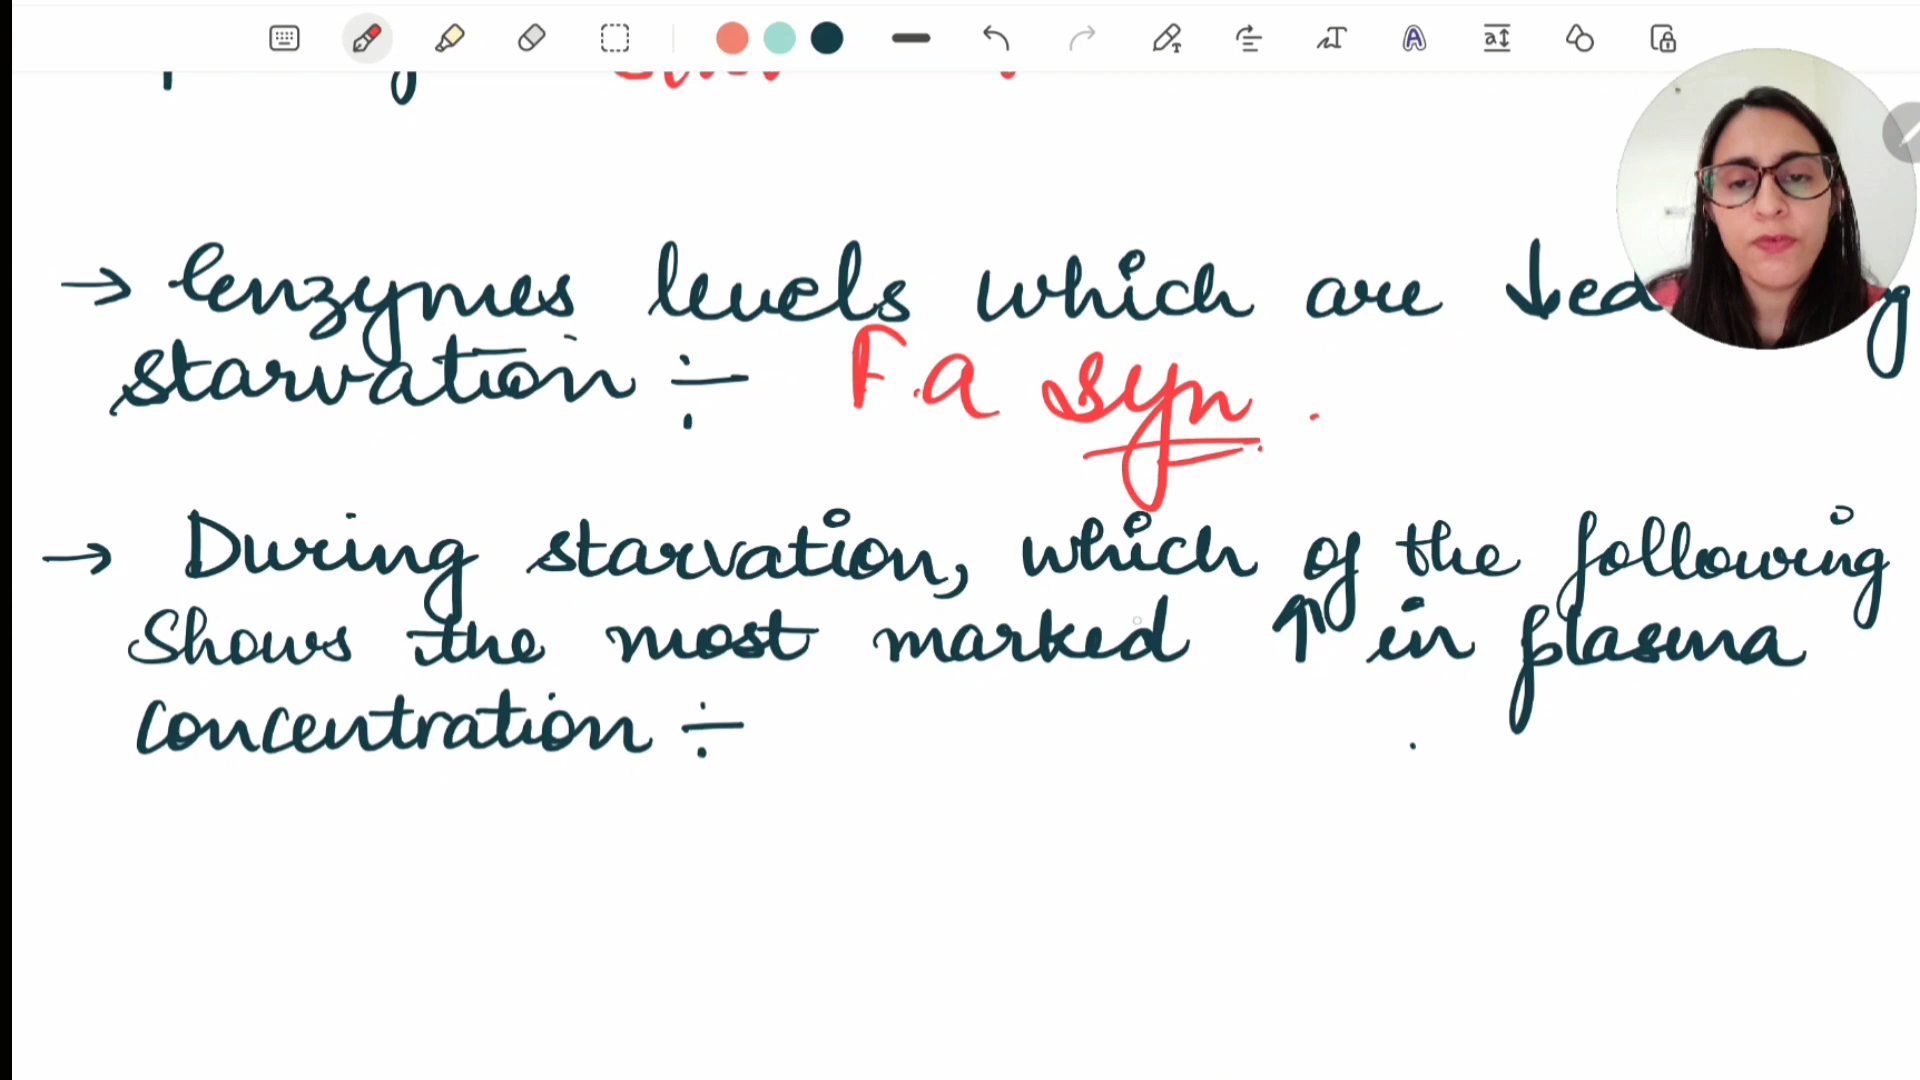 → Enzymes levels which are ↓ed
starvation ÷ F.a syn.
→ During starvation, which of the following
shows the most marked ↑ in plasma
concentration ÷